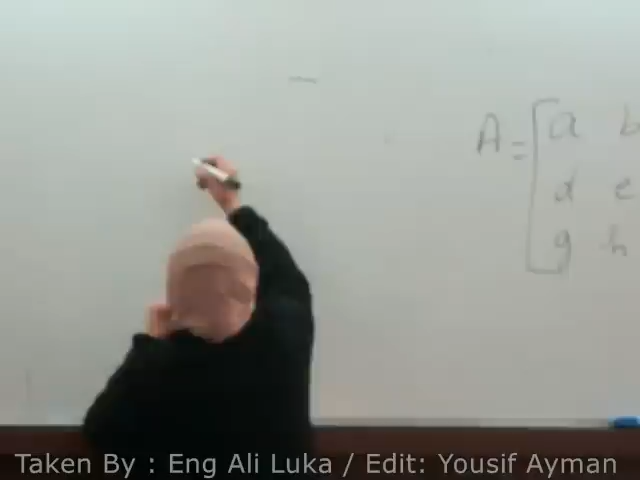 A = [ a b
d e
g h
Taken By : Eng Ali Luka / Edit: Yousif Ayman